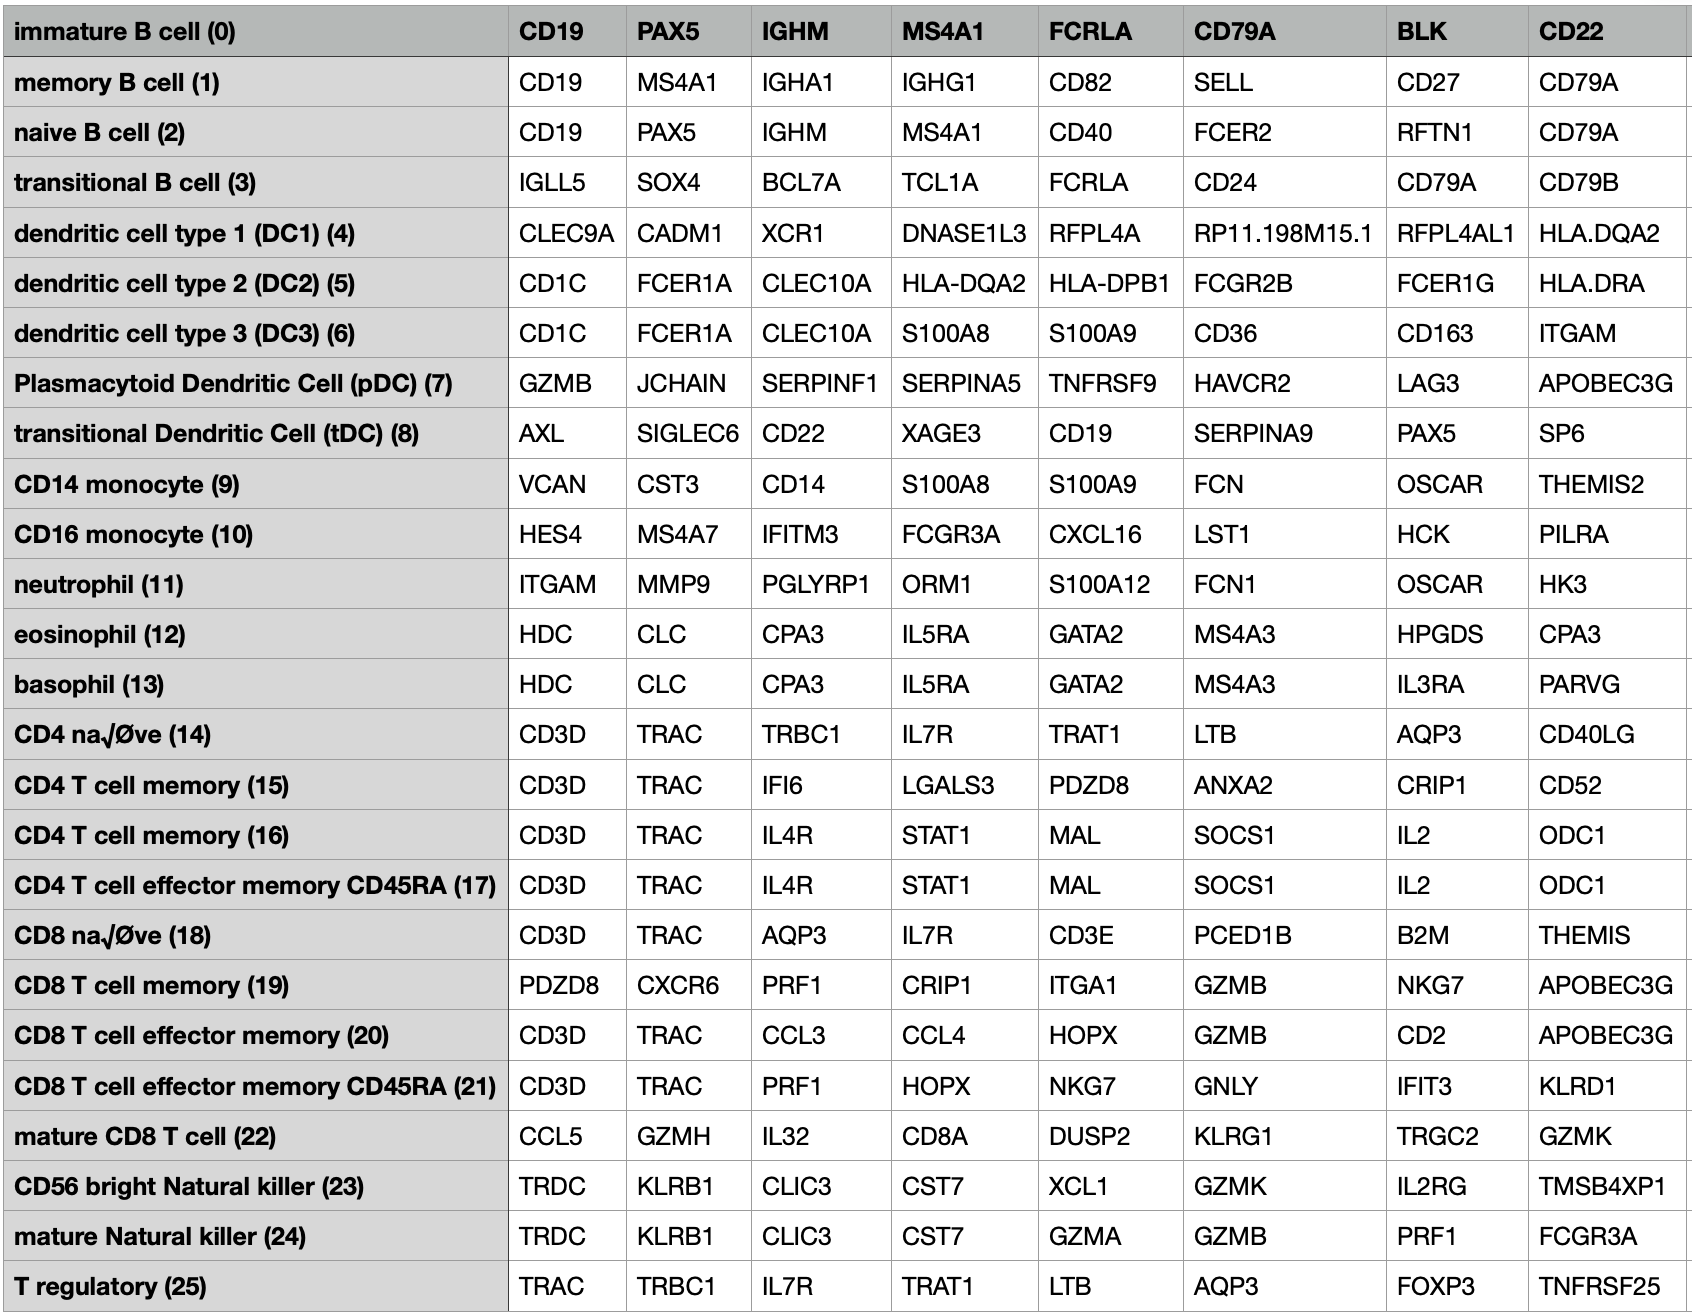 immature B cell (0) CD19 PAX5 IGHM MS4A1 FCRLA CD79A BLK CD22
memory B cell (1) CD19 MS4A1 IGHA1 IGHG1 CD82 SELL CD27 CD79A
naive B cell (2) CD19 PAX5 IGHM MS4A1 CD40 FCER2 RFTN1 CD79A
transitional B cell (3) IGLL5 SOX4 BCL7A TCL1A FCRLA CD24 CD79A CD79B
dendritic cell type 1 (DC1) (4) CLEC9A CADM1 XCR1 DNASE1L3 RFPL4A RP11.198M15.1 RFPL4AL1 HLA.DQA2
dendritic cell type 2 (DC2) (5) CD1C FCER1A CLEC10A HLA-DQA2 HLA-DPB1 FCGR2B FCER1G HLA.DRA
dendritic cell type 3 (DC3) (6) CD1C FCER1A CLEC10A S100A8 S100A9 CD36 CD163 ITGAM
Plasmacytoid Dendritic Cell (pDC) (7) GZMB JCHAIN SERPINF1 SERPINA5 TNFRSF9 HAVCR2 LAG3 APOBEC3G
transitional Dendritic Cell (tDC) (8) AXL SIGLEC6 CD22 XAGE3 CD19 SERPINA9 PAX5 SP6
CD14 monocyte (9) VCAN CST3 CD14 S100A8 S100A9 FCN OSCAR THEMIS2
CD16 monocyte (10) HES4 MS4A7 IFITM3 FCGR3A CXCL16 LST1 HCK PILRA
neutrophil (11) ITGAM MMP9 PGLYRP1 ORM1 S100A12 FCN1 OSCAR HK3
eosinophil (12) HDC CLC CPA3 IL5RA GATA2 MS4A3 HPGDS CPA3
basophil (13) HDC CLC CPA3 IL5RA GATA2 MS4A3 IL3RA PARVG
CD4 na√Øve (14) CD3D TRAC TRBC1 IL7R TRAT1 LTB AQP3 CD40LG
CD4 T cell memory (15) CD3D TRAC IFI6 LGALS3 PDZD8 ANXA2 CRIP1 CD52
CD4 T cell memory (16) CD3D TRAC IL4R STAT1 MAL SOCS1 IL2 ODC1
CD4 T cell effector memory CD45RA (17) CD3D TRAC IL4R STAT1 MAL SOCS1 IL2 ODC1
CD8 na√Øve (18) CD3D TRAC AQP3 IL7R CD3E PCED1B B2M THEMIS
CD8 T cell memory (19) PDZD8 CXCR6 PRF1 CRIP1 ITGA1 GZMB NKG7 APOBEC3G
CD8 T cell effector memory (20) CD3D TRAC CCL3 CCL4 HOPX GZMB CD2 APOBEC3G
CD8 T cell effector memory CD45RA (21) CD3D TRAC PRF1 HOPX NKG7 GNLY IFIT3 KLRD1
mature CD8 T cell (22) CCL5 GZMH IL32 CD8A DUSP2 KLRG1 TRGC2 GZMK
CD56 bright Natural killer (23) TRDC KLRB1 CLIC3 CST7 XCL1 GZMK IL2RG TMSB4XP1
mature Natural killer (24) TRDC KLRB1 CLIC3 CST7 GZMA GZMB PRF1 FCGR3A
T regulatory (25) TRAC TRBC1 IL7R TRAT1 LTB AQP3 FOXP3 TNFRSF25